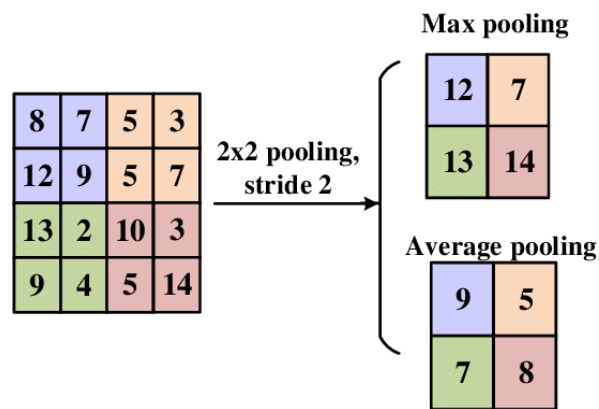 Max pooling
12 7
13 14
8 7 5 3
12 9 5 7
13 2 10 3
9 4 5 14
2x2 pooling,
stride 2
Average pooling
9 5
7 8